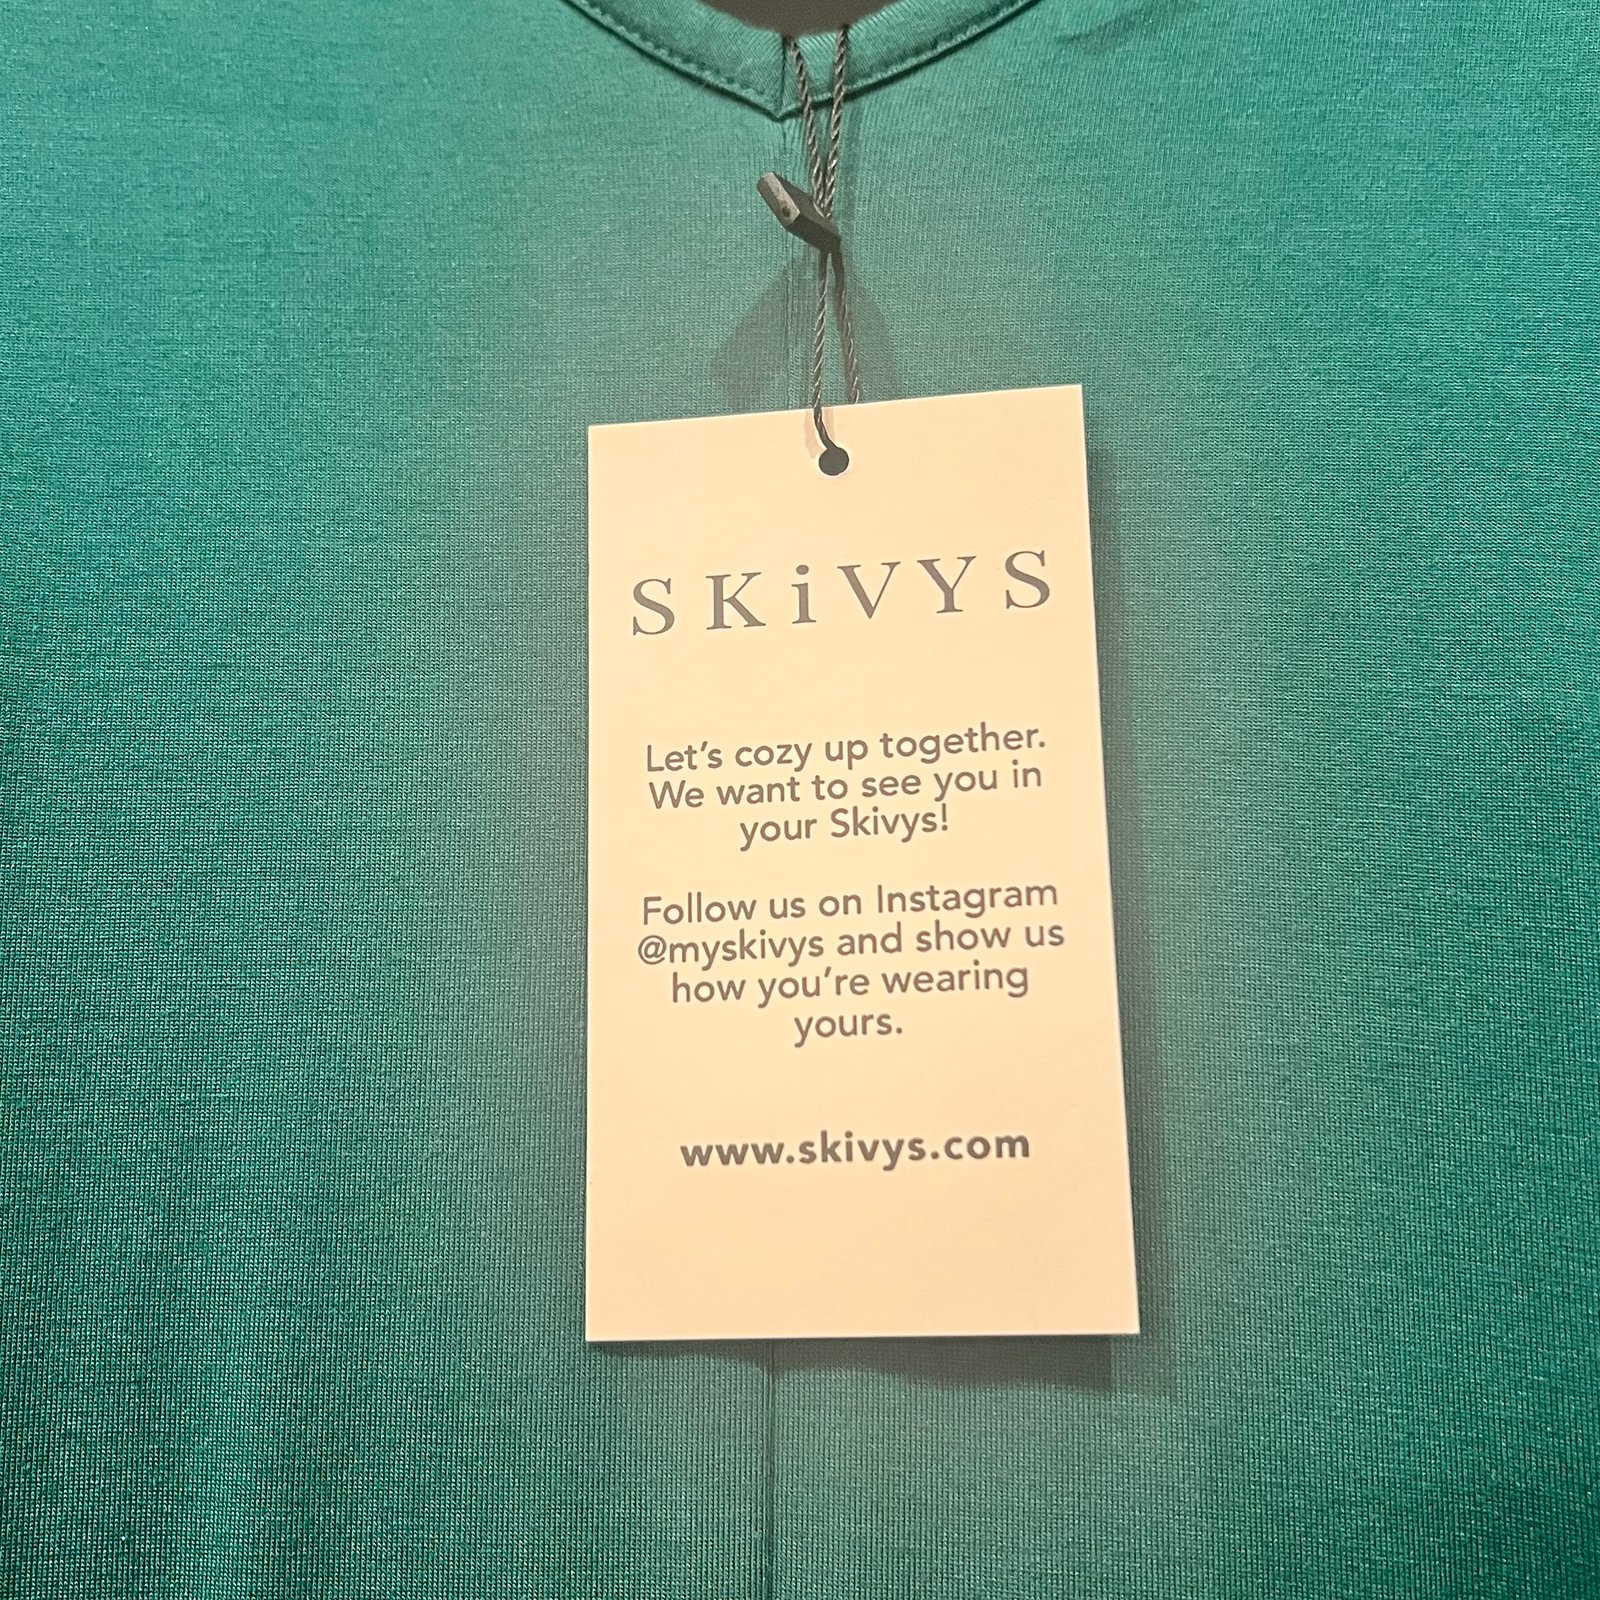 SKiVYS
Let's cozy up together.
We want to see you in
your Skivys!
Follow us on Instagram
@myskivys and show us
how you're wearing
yours.
www.skivys.com